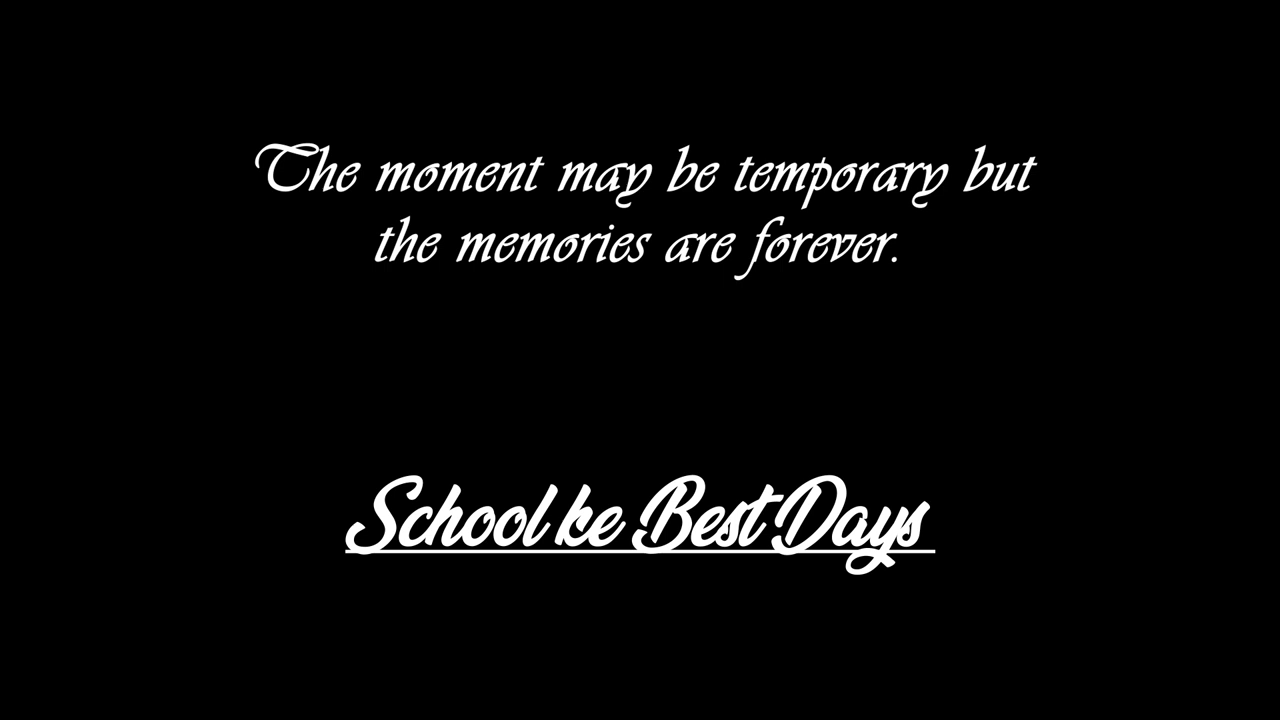 The moment may be temporary but
the memories are forever.
School ke Best Days